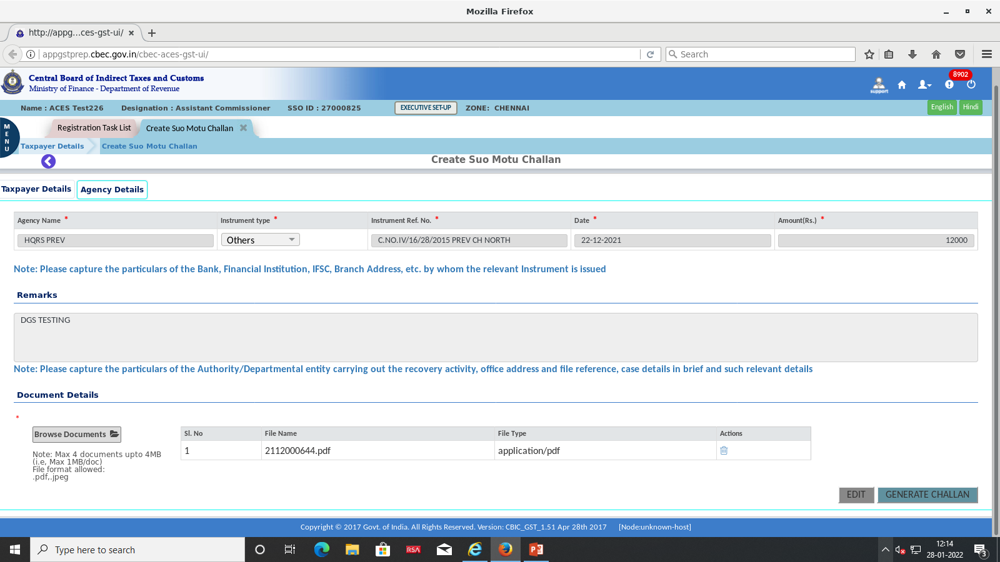 Mozilla Firefox
http://appg...ces-gst-ui/
appgstprep.cbec.gov.in/cbec-aces-gst-ui/
Search
Central Board of Indirect Taxes and Customs
Ministry of Finance - Department of Revenue
support
8902
Name : ACES Test226 Designation : Assistant Commissioner SSO ID : 27000825 EXECUTIVE SET-UP ZONE: CHENNAI English Hindi
MENU
Registration Task List Create Suo Motu Challan
Taxpayer Details Create Suo Motu Challan
Create Suo Motu Challan
Taxpayer Details Agency Details
Agency Name * Instrument type * Instrument Ref. No. * Date * Amount(Rs.) *
HQRS PREV Others C.NO.IV/16/28/2015 PREV CH NORTH 22-12-2021 12000
Note: Please capture the particulars of the Bank, Financial Institution, IFSC, Branch Address, etc. by whom the relevant Instrument is issued
Remarks
DGS TESTING
Note: Please capture the particulars of the Authority/Departmental entity carrying out the recovery activity, office address and file reference, case details in brief and such relevant details
Document Details
*
Browse Documents
Note: Max 4 documents upto 4MB
(i.e, Max 1MB/doc)
File format allowed:
.pdf,.jpeg
Sl. No File Name File Type Actions
1 2112000644.pdf application/pdf
EDIT GENERATE CHALLAN
Copyright © 2017 Govt. of India. All Rights Reserved. Version: CBIC_GST_1.51 Apr 28th 2017 [Node:unknown-host]
Type here to search
RSA
12:14
28-01-2022
3